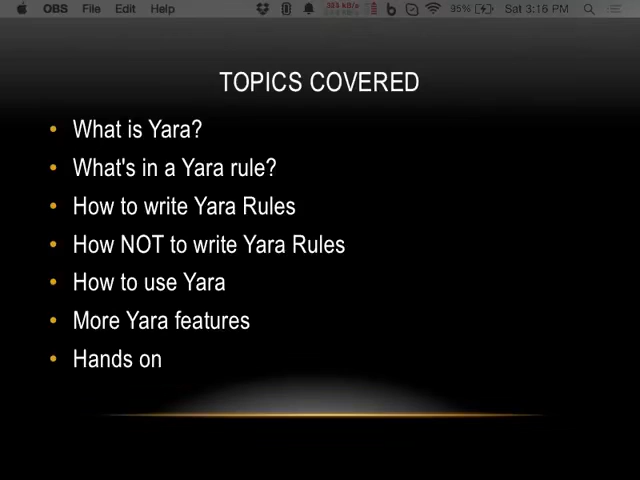 OBS File Edit Help 95% Sat 3:16 PM
TOPICS COVERED
• What is Yara?
• What's in a Yara rule?
• How to write Yara Rules
• How NOT to write Yara Rules
• How to use Yara
• More Yara features
• Hands on